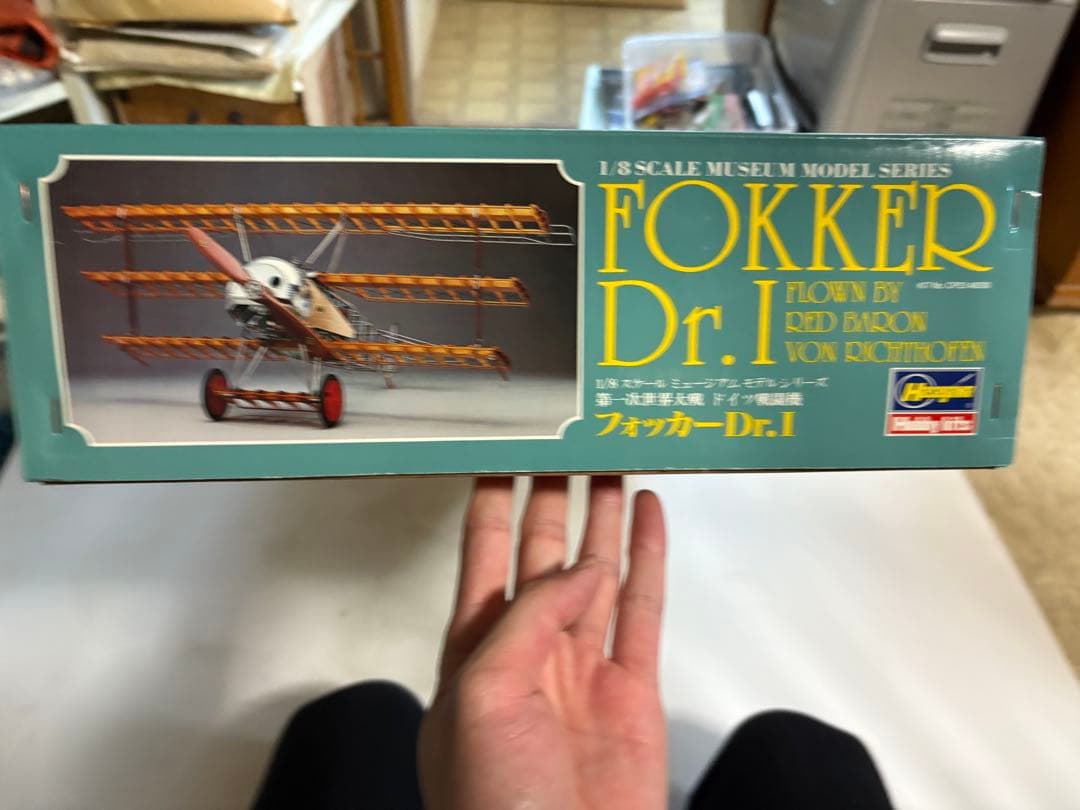 1/8 SCALE MUSEUM MODEL SERIES
FOKKER
Dr. I
FLOWN BY
RED BARON
VON RICHTHOFEN
1/8 スケール ミュージアム モデル シリーズ
第一次世界大戦 ドイツ戦闘機
フォッカーDr.I
Hasegawa
Hobby kits